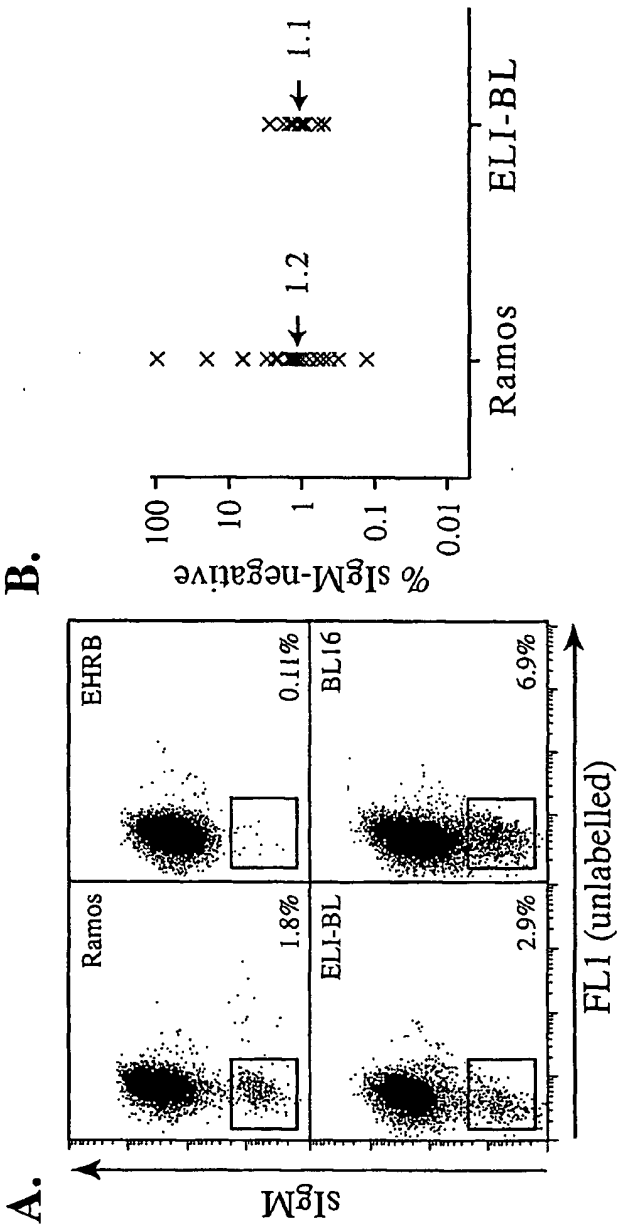 A.
sIgM
Ramos
1.8%
EHRB
0.11%
ELI-BL
2.9%
BL16
6.9%
FL1 (unlabelled)
B.
% sIgM-negative
100
10
1
0.1
0.01
1.2
1.1
Ramos
ELI-BL